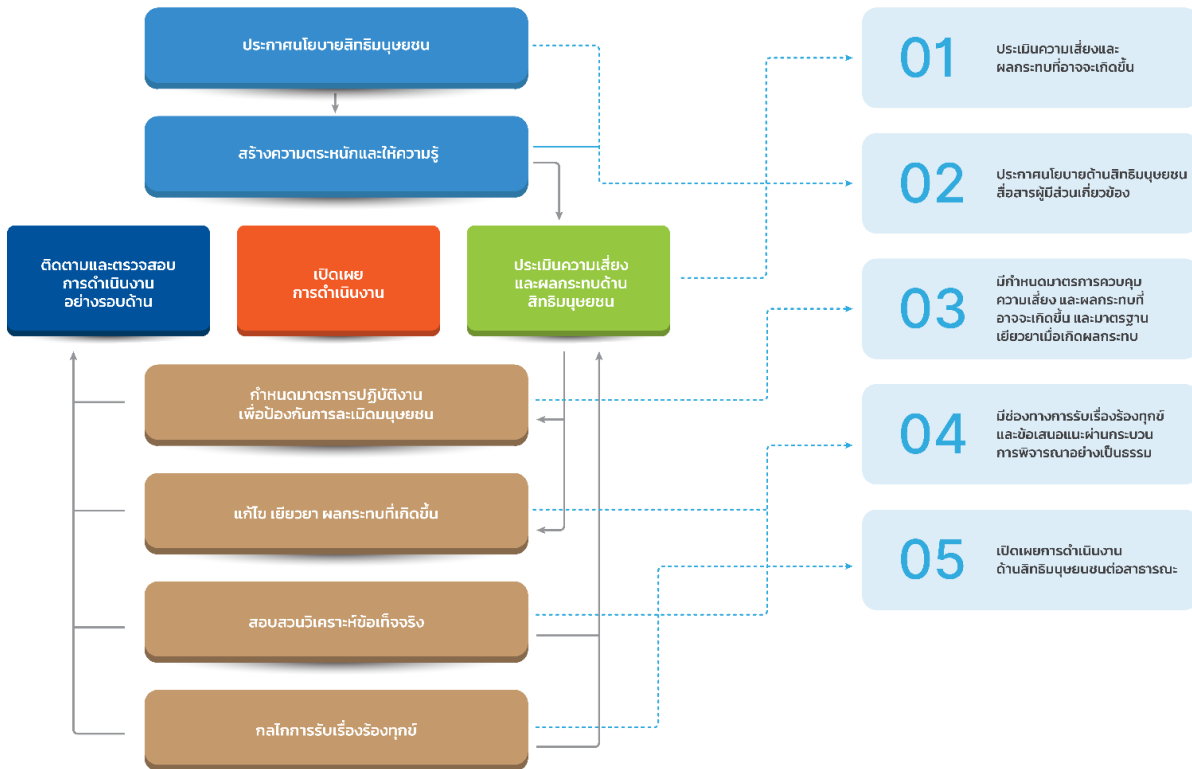 ประกาศนโยบายสิทธิมนุษยชน
สร้างความตระหนักและให้ความรู้
ติดตามและตรวจสอบ
การดำเนินงาน
อย่างรอบด้าน
เปิดเผย
การดำเนินงาน
ประเมินความเสี่ยง
และผลกระทบด้าน
สิทธิมนุษยชน
กำหนดมาตรการปฏิบัติงาน
เพื่อป้องกันการละเมิดมนุษยชน
แก้ไข เยียวยา ผลกระทบที่เกิดขึ้น
สอบสวนวิเคราะห์ข้อเท็จจริง
กลไกการรับเรื่องร้องทุกข์
01
ประเมินความเสี่ยงและ
ผลกระทบที่อาจจะเกิดขึ้น
02
ประกาศนโยบายด้านสิทธิมนุษยชน
สื่อสารผู้มีส่วนเกี่ยวข้อง
03
มีกำหนดมาตรการควบคุม
ความเสี่ยง และผลกระทบที่
อาจจะเกิดขึ้น และมาตรฐาน
เยียวยาเมื่อเกิดผลกระทบ
04
มีช่องทางการรับเรื่องร้องทุกข์
และข้อเสนอแนะผ่านกระบวน
การพิจารณาอย่างเป็นธรรม
05
เปิดเผยการดำเนินงาน
ด้านสิทธิมนุษยนชนต่อสาธารณะ